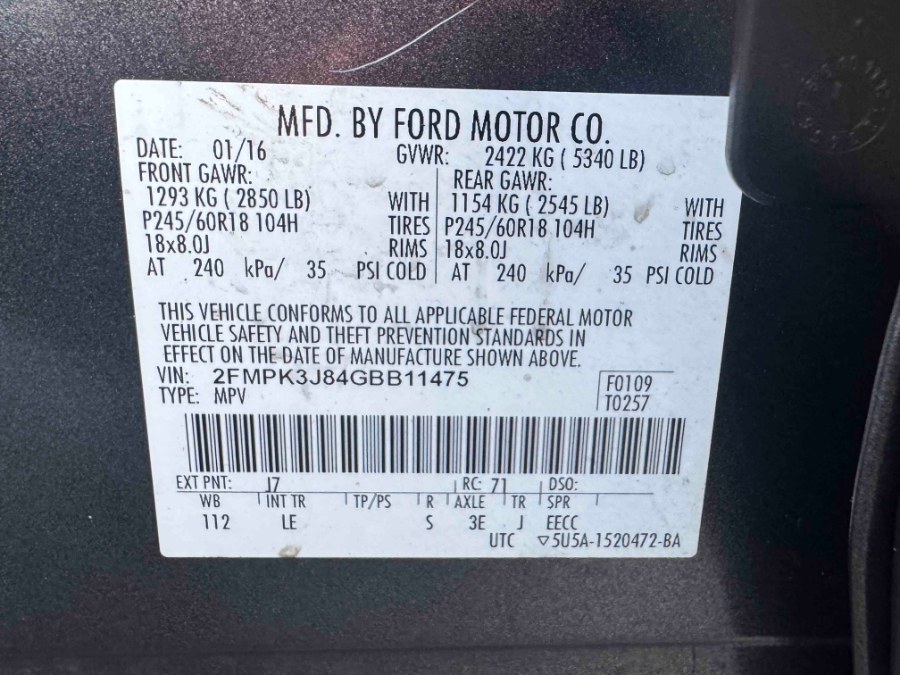 MFD. BY FORD MOTOR CO.
DATE: 01/16 GVWR: 2422 KG ( 5340 LB)
FRONT GAWR: REAR GAWR:
1293 KG ( 2850 LB) WITH 1154 KG ( 2545 LB) WITH
P245/60R18 104H TIRES P245/60R18 104H TIRES
18x8.0J RIMS 18x8.0J RIMS
AT 240 kPa/ 35 PSI COLD AT 240 kPa/ 35 PSI COLD
THIS VEHICLE CONFORMS TO ALL APPLICABLE FEDERAL MOTOR
VEHICLE SAFETY AND THEFT PREVENTION STANDARDS IN
EFFECT ON THE DATE OF MANUFACTURE SHOWN ABOVE.
VIN: 2FMPK3J84GBB11475 F0109
TYPE: MPV T0257
EXT PNT: J7 RC: 71 DSO:
WB INT TR TP/PS R AXLE TR SPR
112 LE S 3E J EECC
UTC ▽5U5A-1520472-BA